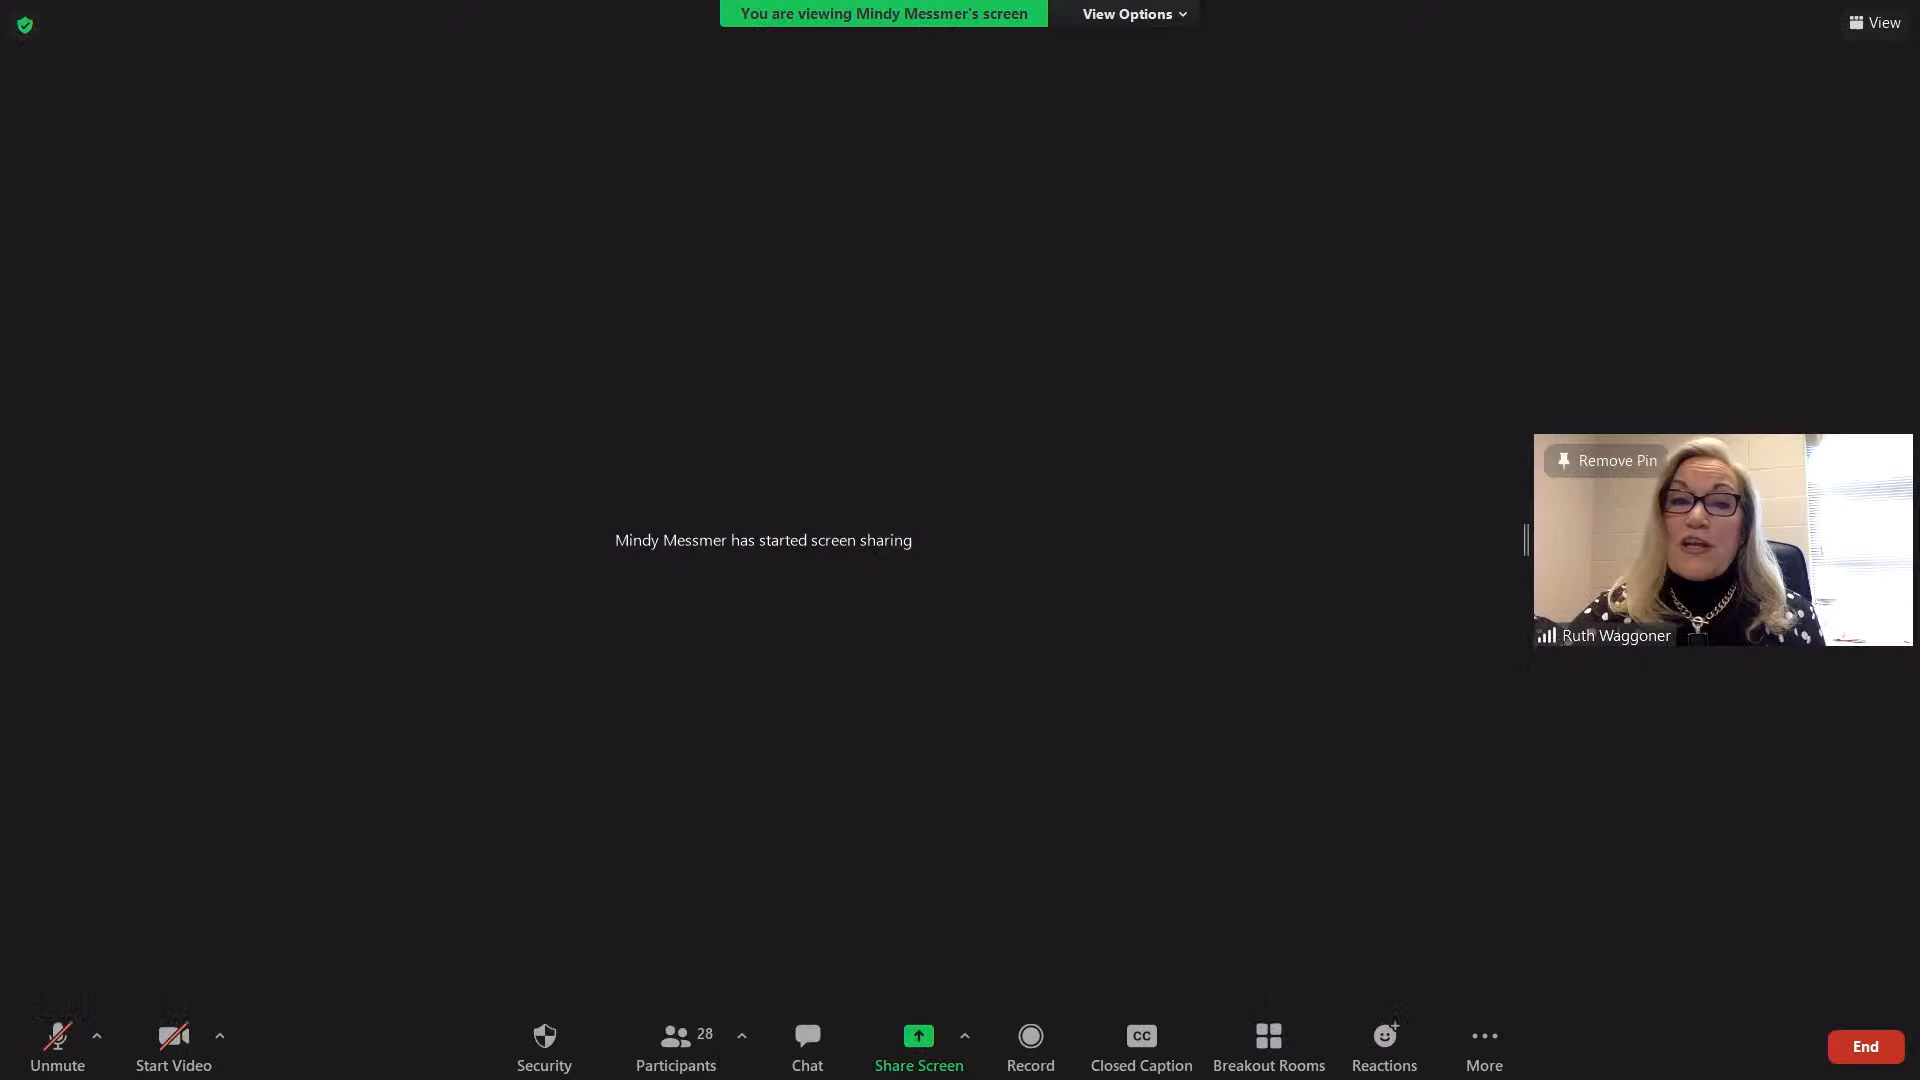 You are viewing Mindy Messmer's screen
View Options
View
Mindy Messmer has started screen sharing
Remove Pin
Ruth Waggoner
Unmute
Start Video
Security
28
Participants
Chat
Share Screen
Record
CC
Closed Caption
Breakout Rooms
Reactions
More
End